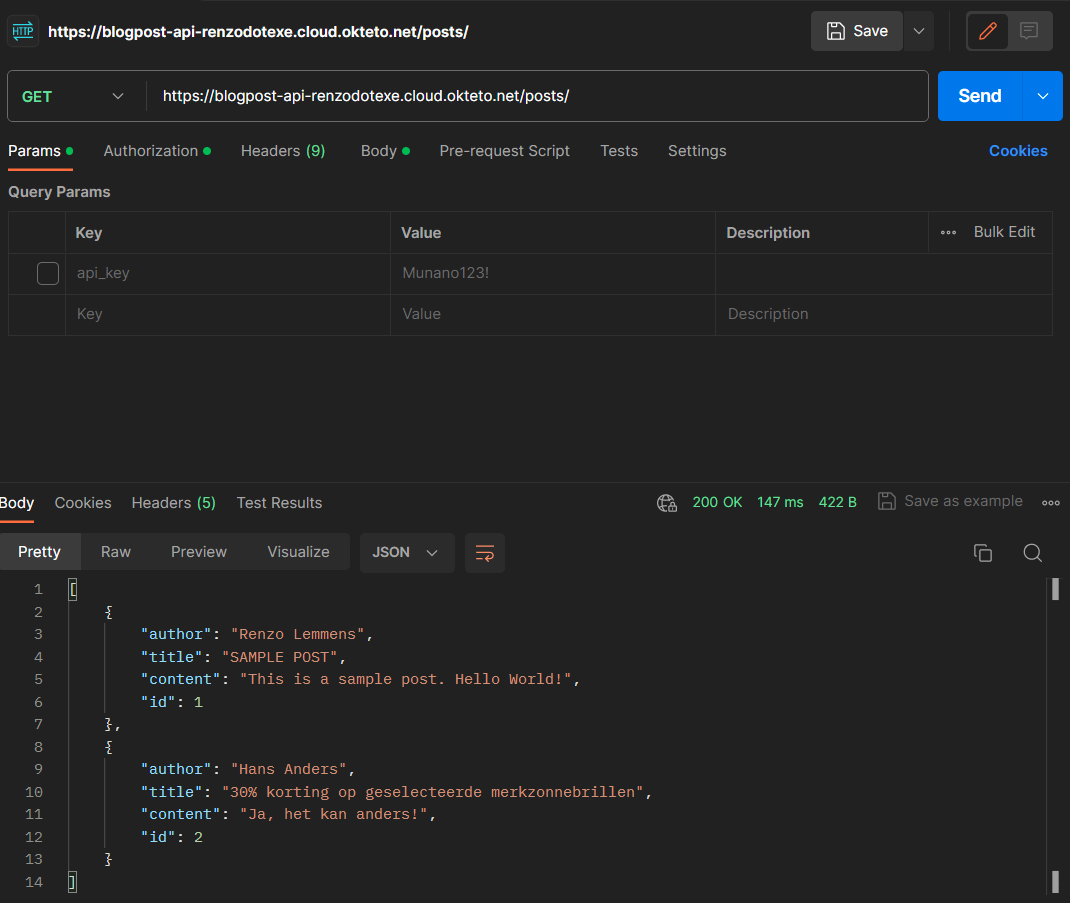 HTTP https://blogpost-api-renzodotexe.cloud.okteto.net/posts/ Save
GET https://blogpost-api-renzodotexe.cloud.okteto.net/posts/ Send
Params Authorization Headers (9) Body Pre-request Script Tests Settings Cookies
Query Params
Key Value Description Bulk Edit
api_key Munano123!
Key Value Description
Body Cookies Headers (5) Test Results 200 OK 147 ms 422 B Save as example
Pretty Raw Preview Visualize JSON
1 [
2 {
3 "author": "Renzo Lemmens",
4 "title": "SAMPLE POST",
5 "content": "This is a sample post. Hello World!",
6 "id": 1
7 },
8 {
9 "author": "Hans Anders",
10 "title": "30% korting op geselecteerde merkzonnebrillen",
11 "content": "Ja, het kan anders!",
12 "id": 2
13 }
14 ]